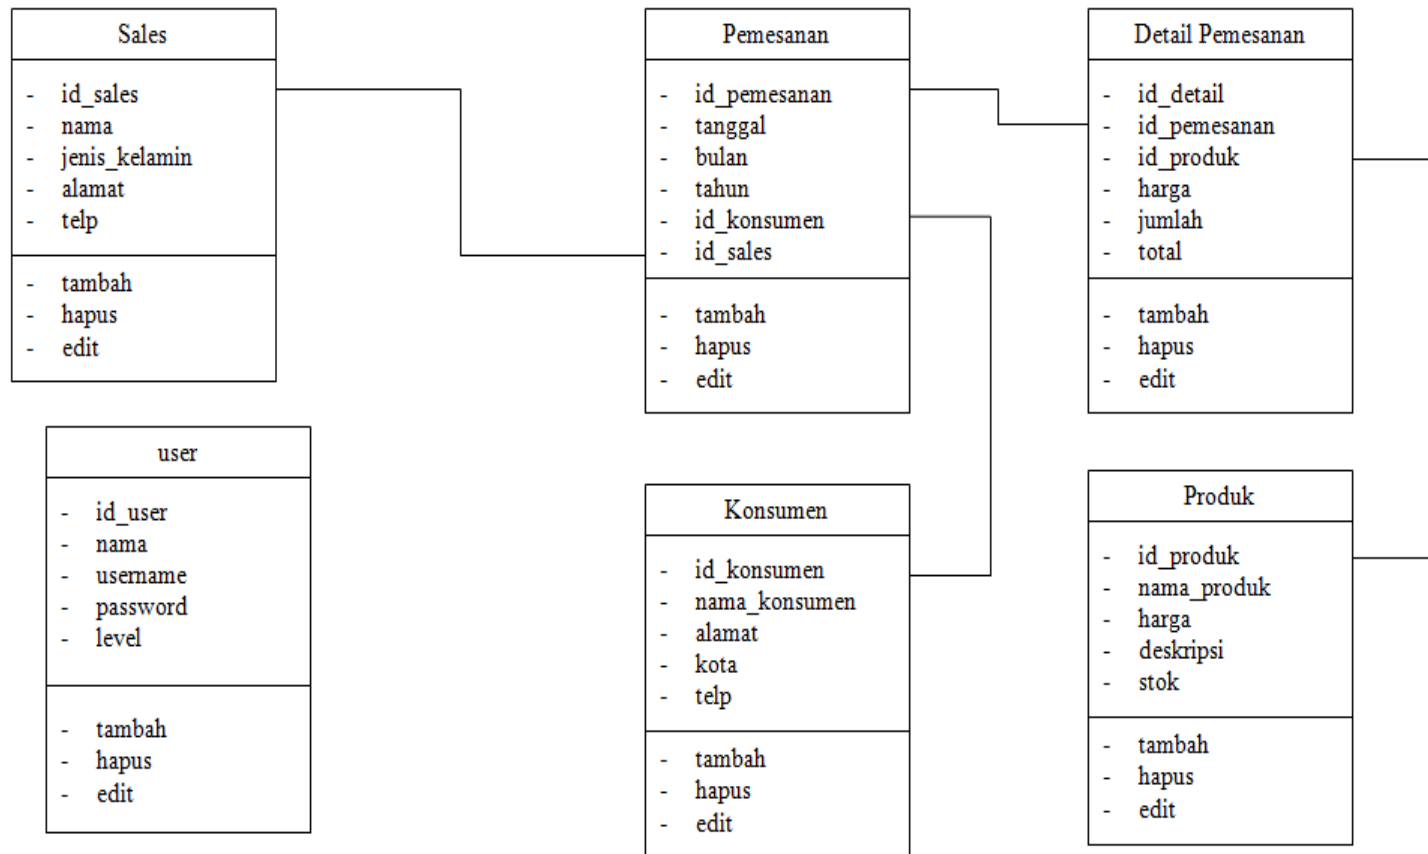 Sales
- id_sales
- nama
- jenis_kelamin
- alamat
- telp
- tambah
- hapus
- edit
Pemesanan
- id_pemesanan
- tanggal
- bulan
- tahun
- id_konsumen
- id_sales
- tambah
- hapus
- edit
Detail Pemesanan
- id_detail
- id_pemesanan
- id_produk
- harga
- jumlah
- total
- tambah
- hapus
- edit
user
- id_user
- nama
- username
- password
- level
- tambah
- hapus
- edit
Konsumen
- id_konsumen
- nama_konsumen
- alamat
- kota
- telp
- tambah
- hapus
- edit
Produk
- id_produk
- nama_produk
- harga
- deskripsi
- stok
- tambah
- hapus
- edit